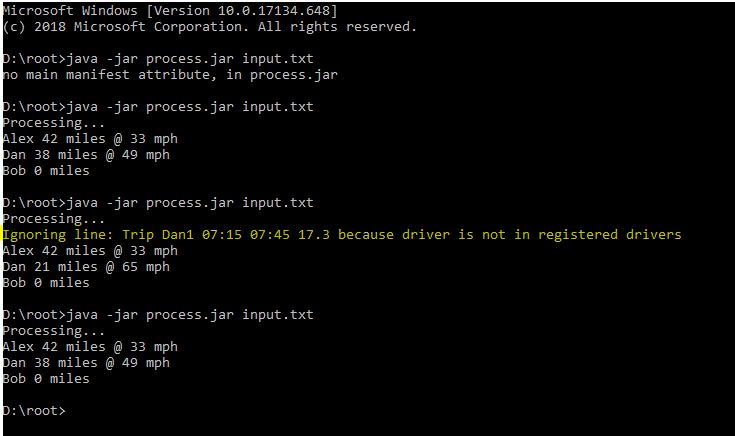 Microsoft Windows [Version 10.0.17134.648]
(c) 2018 Microsoft Corporation. All rights reserved.
D:\root>java -jar process.jar input.txt
no main manifest attribute, in process.jar
D:\root>java -jar process.jar input.txt
Processing...
Alex 42 miles @ 33 mph
Dan 38 miles @ 49 mph
Bob 0 miles
D:\root>java -jar process.jar input.txt
Processing...
Ignoring line: Trip Dan1 07:15 07:45 17.3 because driver is not in registered drivers
Alex 42 miles @ 33 mph
Dan 21 miles @ 65 mph
Bob 0 miles
D:\root>java -jar process.jar input.txt
Processing...
Alex 42 miles @ 33 mph
Dan 38 miles @ 49 mph
Bob 0 miles
D:\root>